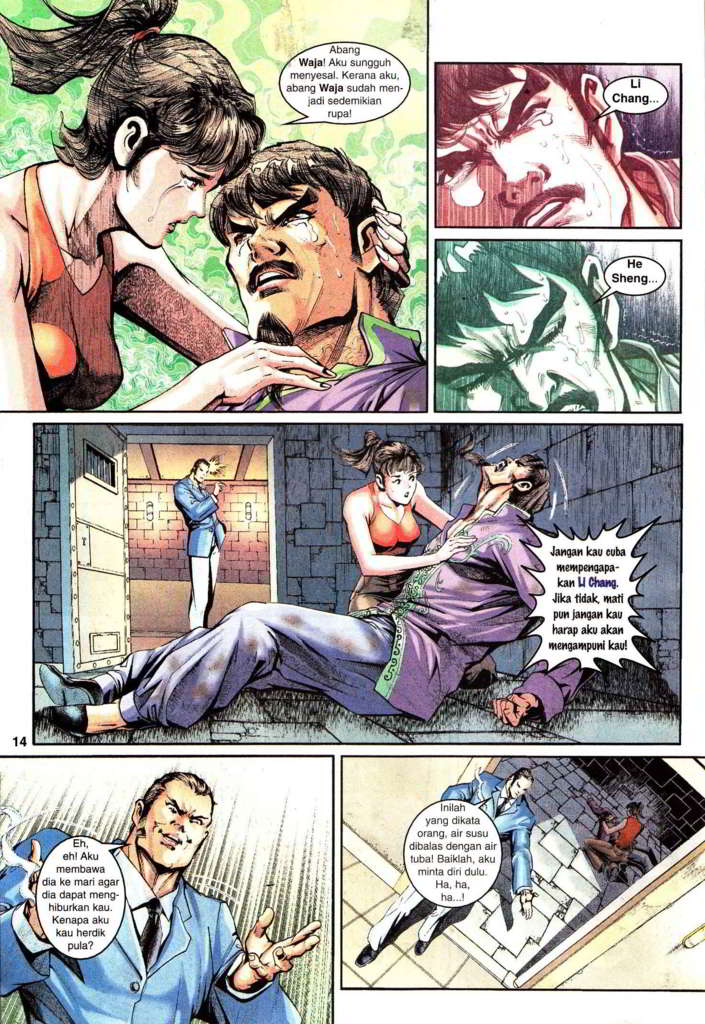 Abang
Waja! Aku sungguh
menyesal. Kerana aku,
abang Waja sudah men-
jadi sedemikian
rupa!
Li
Chang...
He
Sheng...
Jangan kau cuba
mempengapa-
kan Li Chang.
Jika tidak, mati
pun jangan kau
harap aku akan
mengampuni kau!
14
Eh,
eh! Aku
membawa
dia ke mari agar
dia dapat meng-
hiburkan kau.
Kenapa aku
kau herdik
pula?
Inilah
yang dikata
orang, air susu
dibalas dengan air
tuba! Baiklah, aku
minta diri dulu.
Ha, ha,
ha...!